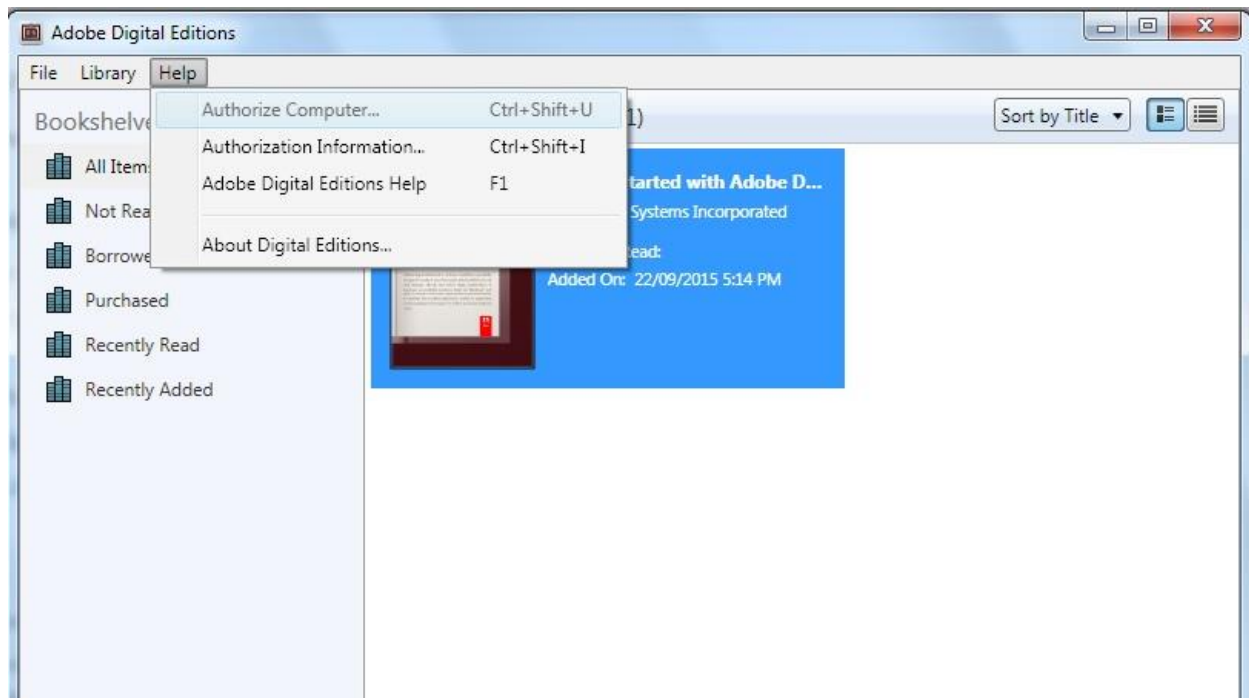 Adobe Digital Editions
File Library Help
Authorize Computer... Ctrl+Shift+U
Authorization Information... Ctrl+Shift+I
Adobe Digital Editions Help F1
About Digital Editions...
Bookshelve
1)
Sort by Title
All Item
Not Rea
Borrowe
Purchased
Recently Read
Recently Added
tarted with Adobe D...
Systems Incorporated
ead:
Added On: 22/09/2015 5:14 PM